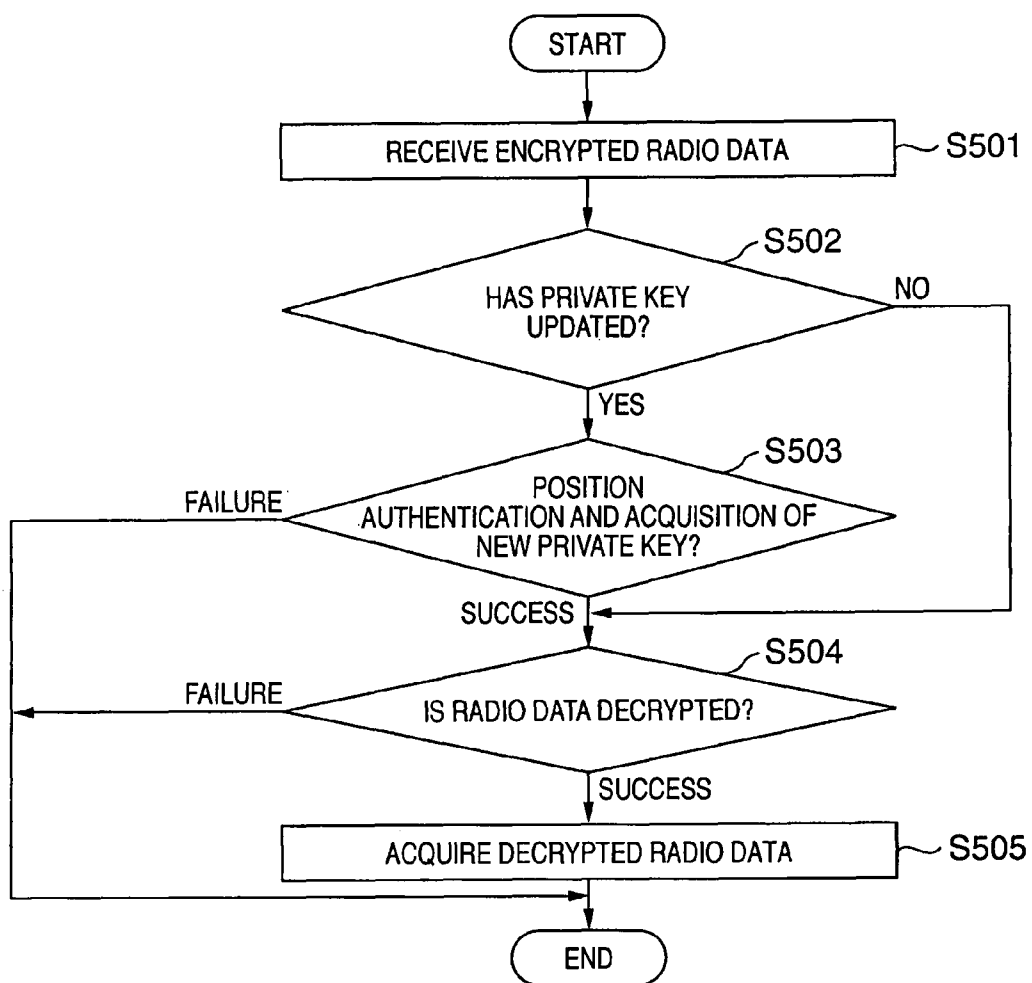 START
RECEIVE ENCRYPTED RADIO DATA
S501
S502
HAS PRIVATE KEY
UPDATED?
NO
YES
S503
FAILURE
POSITION
AUTHENTICATION AND ACQUISITION OF
NEW PRIVATE KEY?
SUCCESS
S504
FAILURE
IS RADIO DATA DECRYPTED?
SUCCESS
ACQUIRE DECRYPTED RADIO DATA
S505
END